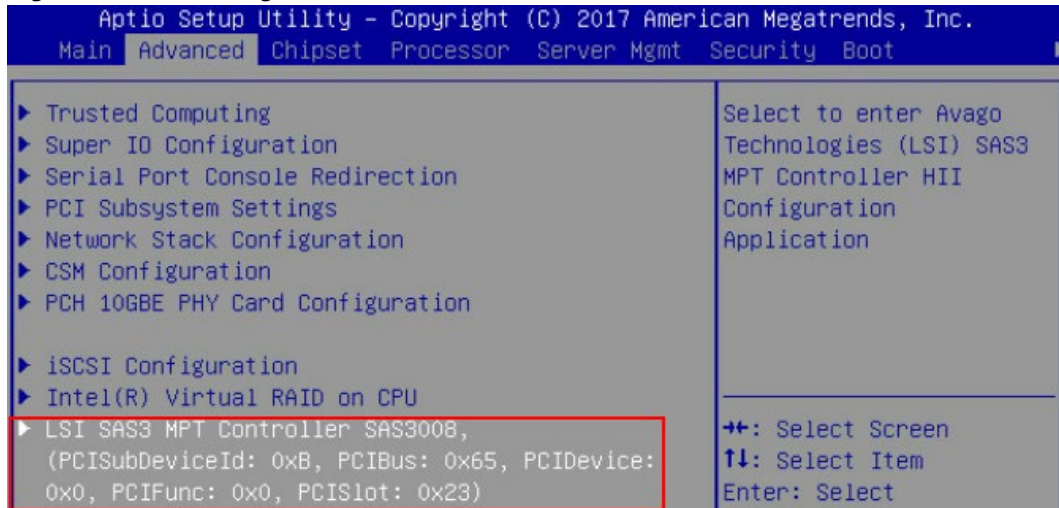 Aptio Setup Utility – Copyright (C) 2017 American Megatrends, Inc.
Main Advanced Chipset Processor Server Mgmt Security Boot
Trusted Computing
Super IO Configuration
Serial Port Console Redirection
PCI Subsystem Settings
Network Stack Configuration
CSM Configuration
PCH 10GBE PHY Card Configuration
iSCSI Configuration
Intel(R) Virtual RAID on CPU
LSI SAS3 MPT Controller SAS3008,
(PCISubDeviceId: 0xB, PCIBus: 0x65, PCIDevice:
0x0, PCIFunc: 0x0, PCISlot: 0x23)
Select to enter Avago
Technologies (LSI) SAS3
MPT Controller HII
Configuration
Application
→←: Select Screen
↑↓: Select Item
Enter: Select